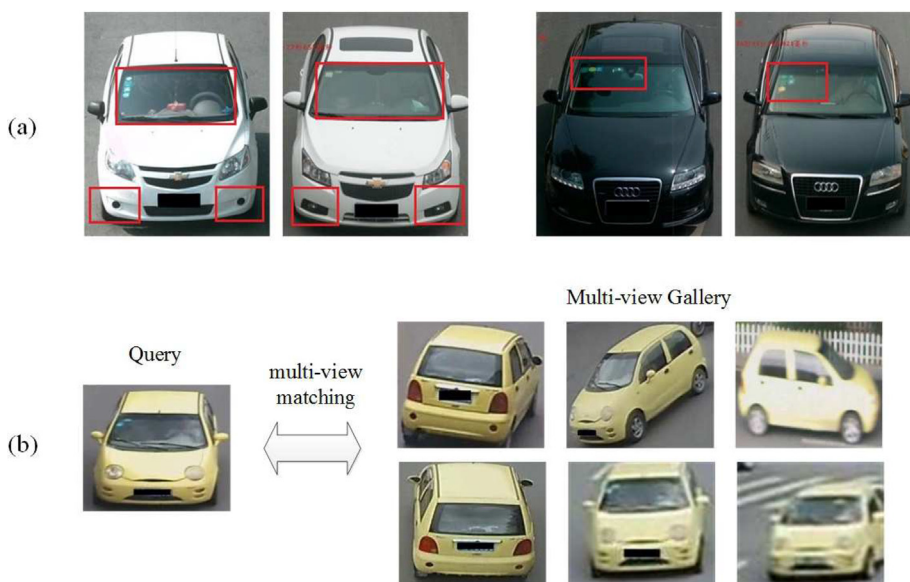 (a)
Multi-view Gallery
Query
multi-view
matching
(b)